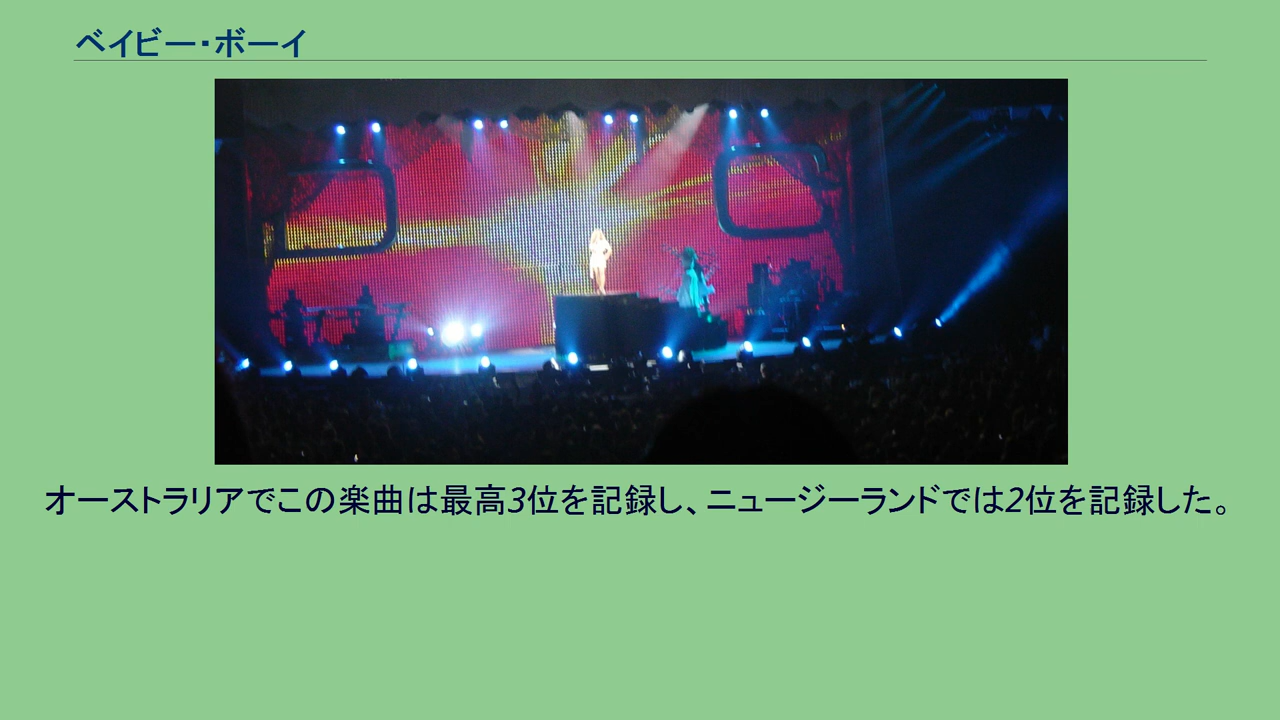 ベイビー・ボーイ
オーストラリアでこの楽曲は最高3位を記録し、ニュージーランドでは2位を記録した。